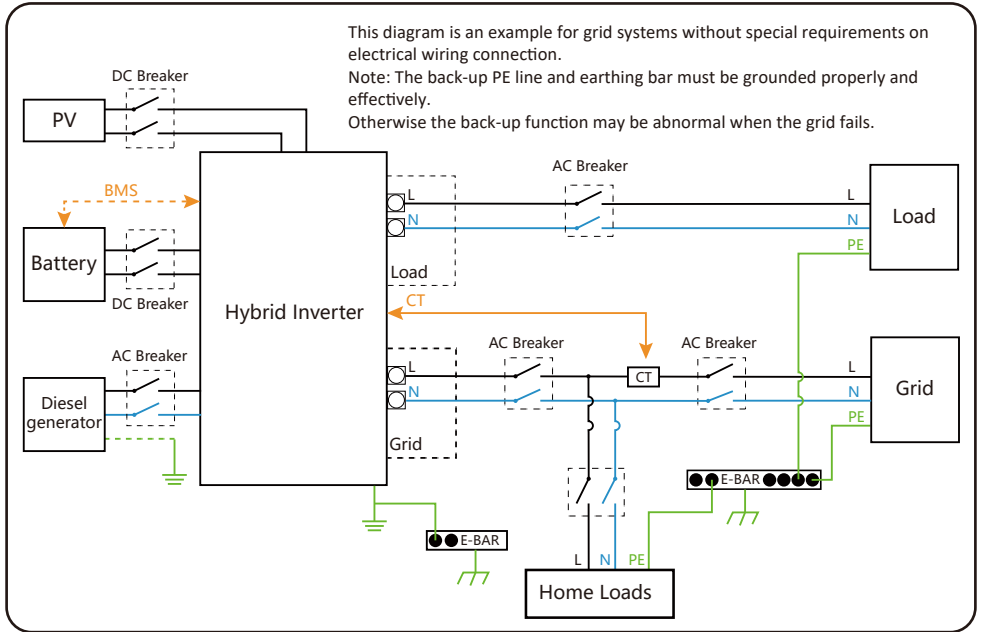 This diagram is an example for grid systems without special requirements on
electrical wiring connection.
Note: The back-up PE line and earthing bar must be grounded properly and
effectively.
Otherwise the back-up function may be abnormal when the grid fails.
DC Breaker
PV
AC Breaker
BMS
L
L
N
N
Load
Battery
PE
Load
DC Breaker
CT
Hybrid Inverter
AC Breaker
AC Breaker
AC Breaker
L
CT
L
N
N
Grid
Diesel
generator
PE
Grid
E-BAR
E-BAR
L
N
PE
Home Loads